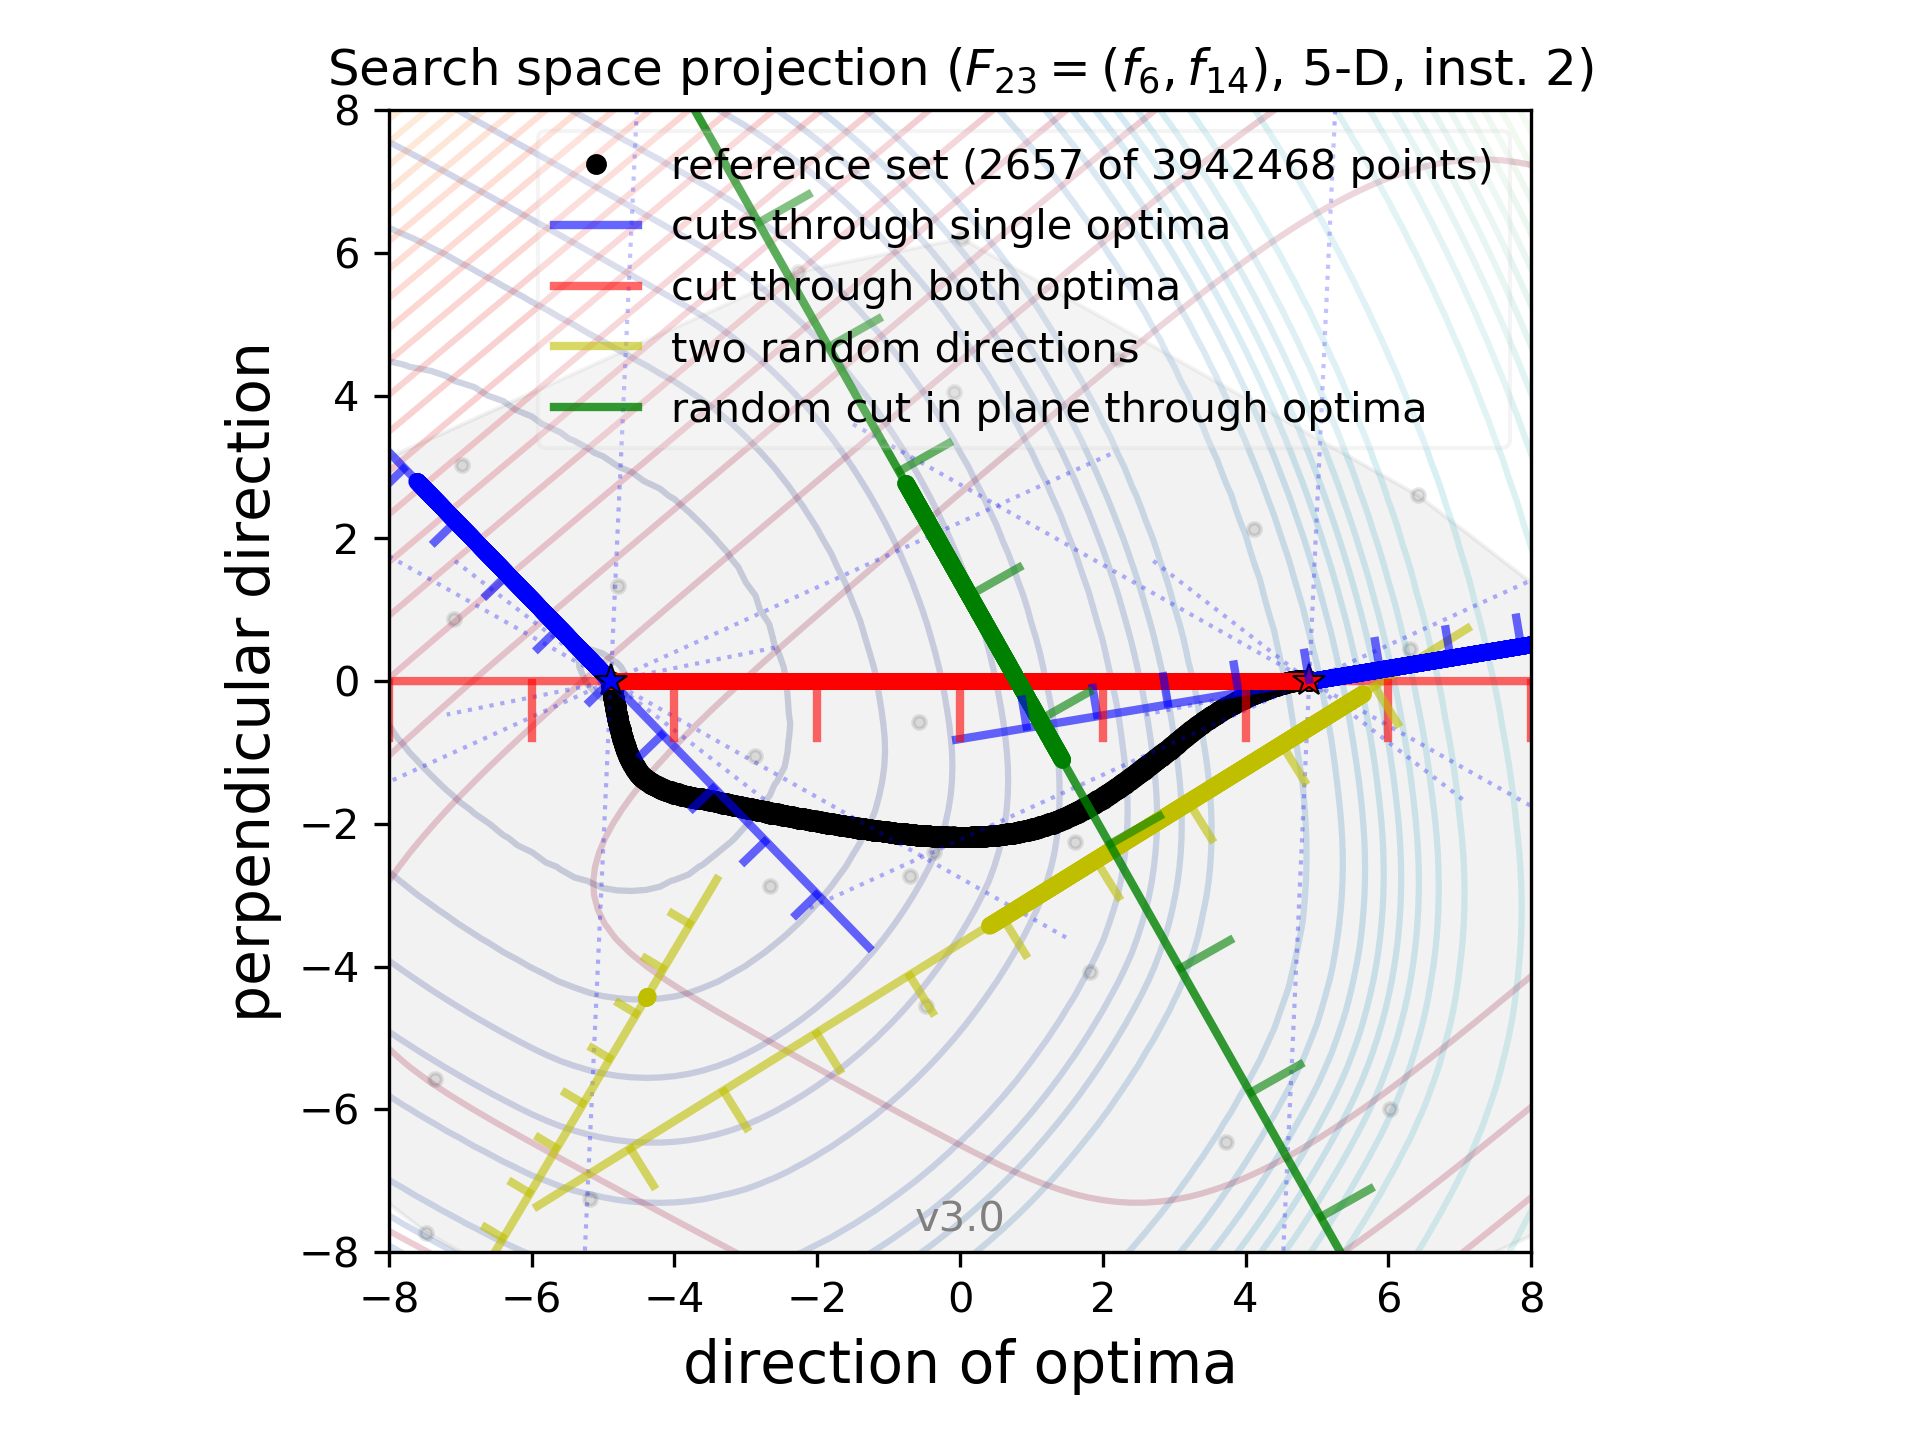 Search space projection (F₂₃ = (f₆, f₁₄), 5-D, inst. 2)
reference set (2657 of 3942468 points)
cuts through single optima
cut through both optima
two random directions
random cut in plane through optima
8
6
4
2
0
−2
−4
−6
−8
perpendicular direction
v3.0
−8 −6 −4 −2 0 2 4 6 8
direction of optima